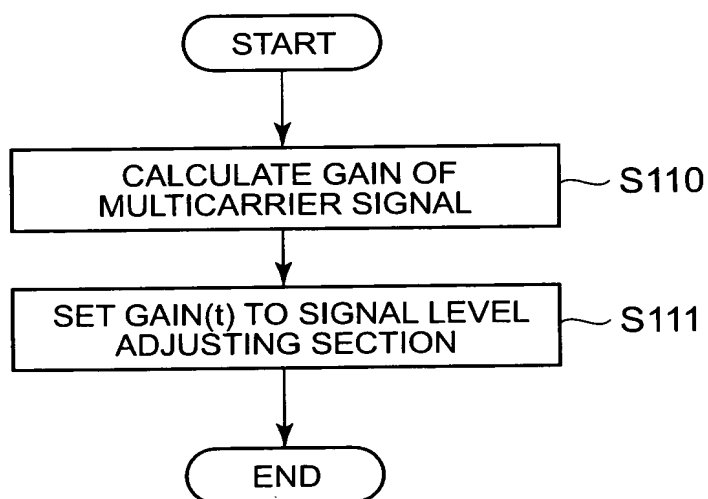 START
CALCULATE GAIN OF
MULTICARRIER SIGNAL
S110
SET GAIN(t) TO SIGNAL LEVEL
ADJUSTING SECTION
S111
END